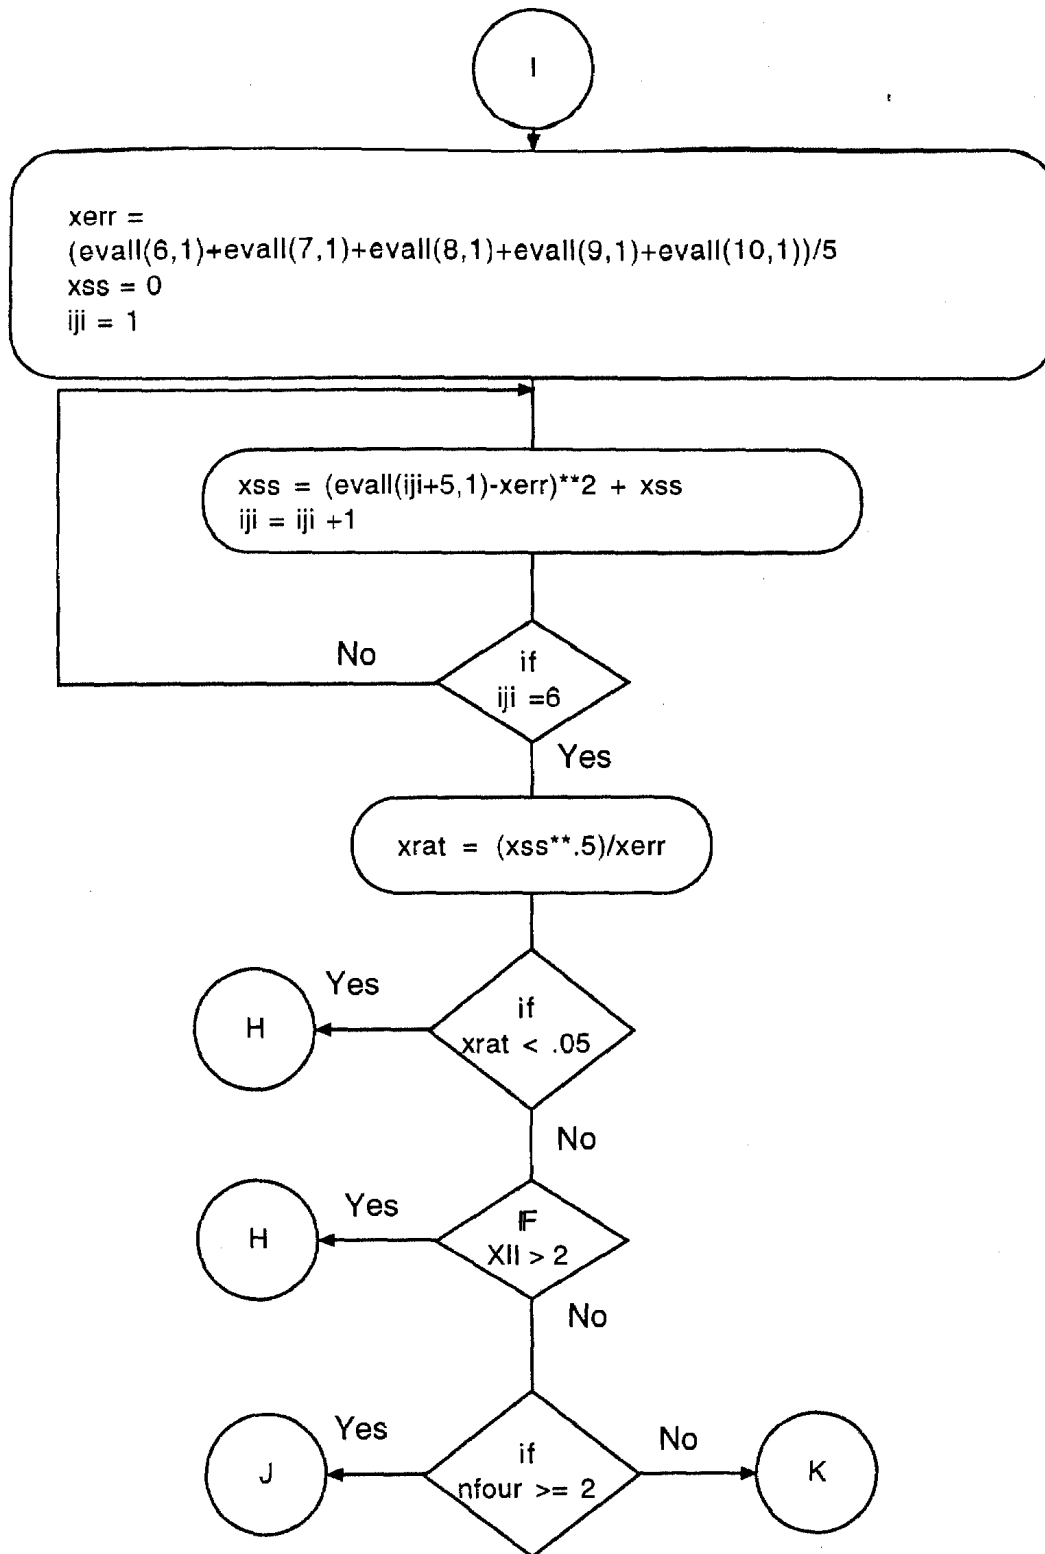 I
xerr =
(evall(6,1)+evall(7,1)+evall(8,1)+evall(9,1)+evall(10,1))/5
xss = 0
iji = 1
xss = (evall(iji+5,1)-xerr)**2 + xss
iji = iji +1
No
if
iji =6
Yes
xrat = (xss**.5)/xerr
Yes
H
if
xrat < .05
No
Yes
H
IF
XII > 2
No
Yes
J
if
nfour >= 2
No
K